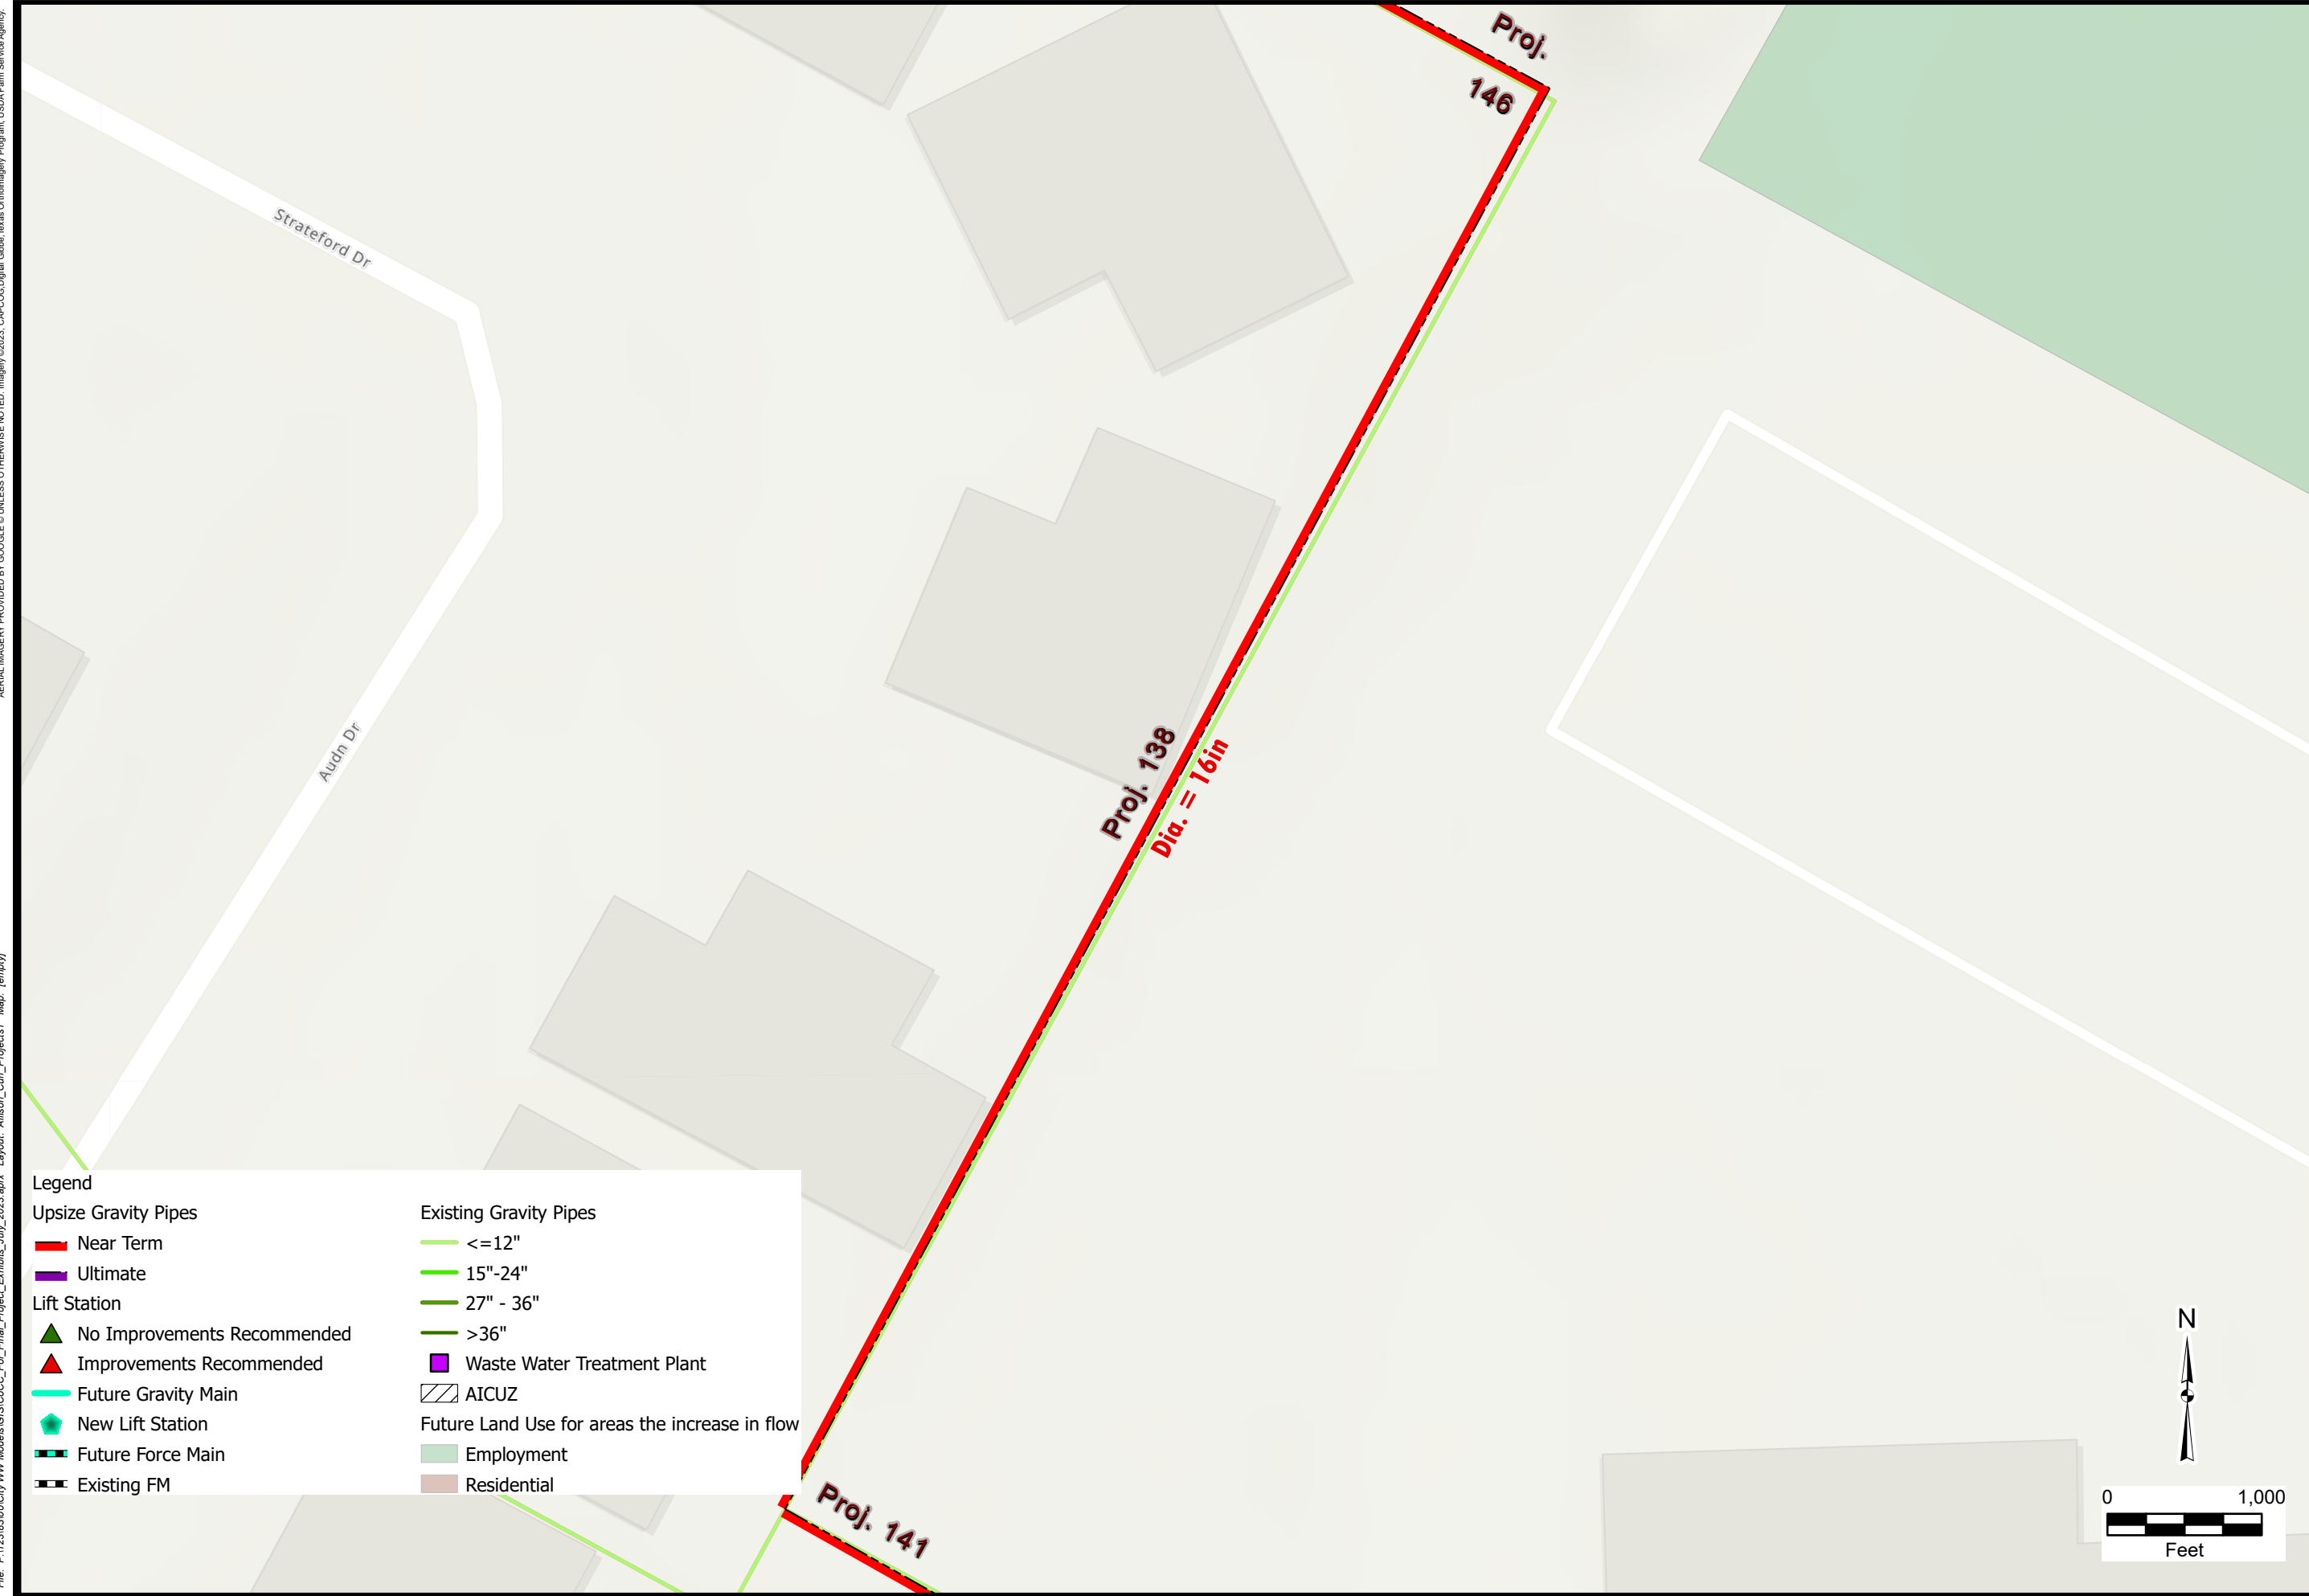 Proj.
146
Strateford Dr
Audn Dr
Proj. 138
Dia. = 16in
Proj. 141
Legend
Upsize Gravity Pipes
Near Term
Ultimate
Lift Station
No Improvements Recommended
Improvements Recommended
Future Gravity Main
New Lift Station
Future Force Main
Existing FM
Existing Gravity Pipes
<=12"
15"-24"
27" - 36"
>36"
Waste Water Treatment Plant
AICUZ
Future Land Use for areas the increase in flow
Employment
Residential
N
0 1,000
Feet